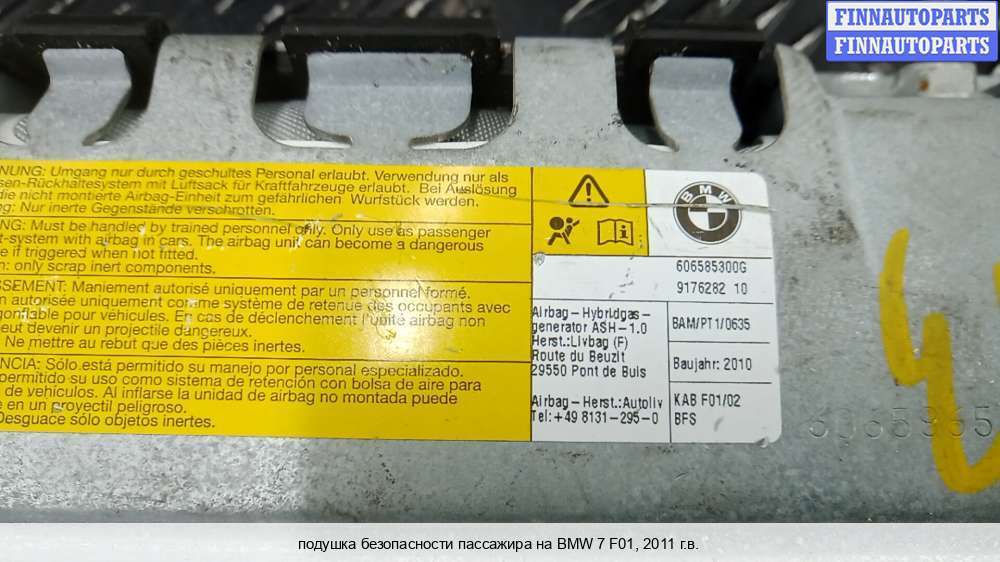 FINNAUTOPARTS
FINNAUTOPARTS
NUNG: Umgang nur durch geschultes Personal erlaubt. Verwendung nur als
sen-Rückhaltesystem mit Luftsack für Kraftfahrzeuge erlaubt. Bei Auslösung
die nicht montierte Airbag-Einheit zum gefährlichen Wurfstück werden.
ng: Nur inerte Gegenstände verschrotten.
NG: Must be handled by trained personnel only. Only use as passenger
t-system with airbag in cars. The airbag unit can become a dangerous
e if triggered when not fitted.
n: only scrap inert components.
SSEMENT: Maniement autorisé uniquement par un personnel formé.
n autorisée uniquement comme système de retenue des occupants avec
gonflable pour véhicules. En cas de déclenchement l'unité airbag non
eut devenir un projectile dangereux.
Ne mettre au rebut que des pièces inertes.
NCIA: Sólo está permitido su manejo por personal especializado.
permitido su uso como sistema de retención con bolsa de aire para
de vehículos. Al inflarse la unidad de airbag no montada puede
en un proyectil peligroso.
Desguace sólo objetos inertes.
BMW
606585300G
9176282 10
Airbag-Hybridgas-
generator ASH-1.0
Herst.:Livbag (F)
Route du Beuzit
29550 Pont de Buis
Airbag-Herst.:Autoliv
Tel:+49 8131-295-0
BAM/PT1/0635
Baujahr: 2010
KAB F01/02
BFS
подушка безопасности пассажира на BMW 7 F01, 2011 г.в.